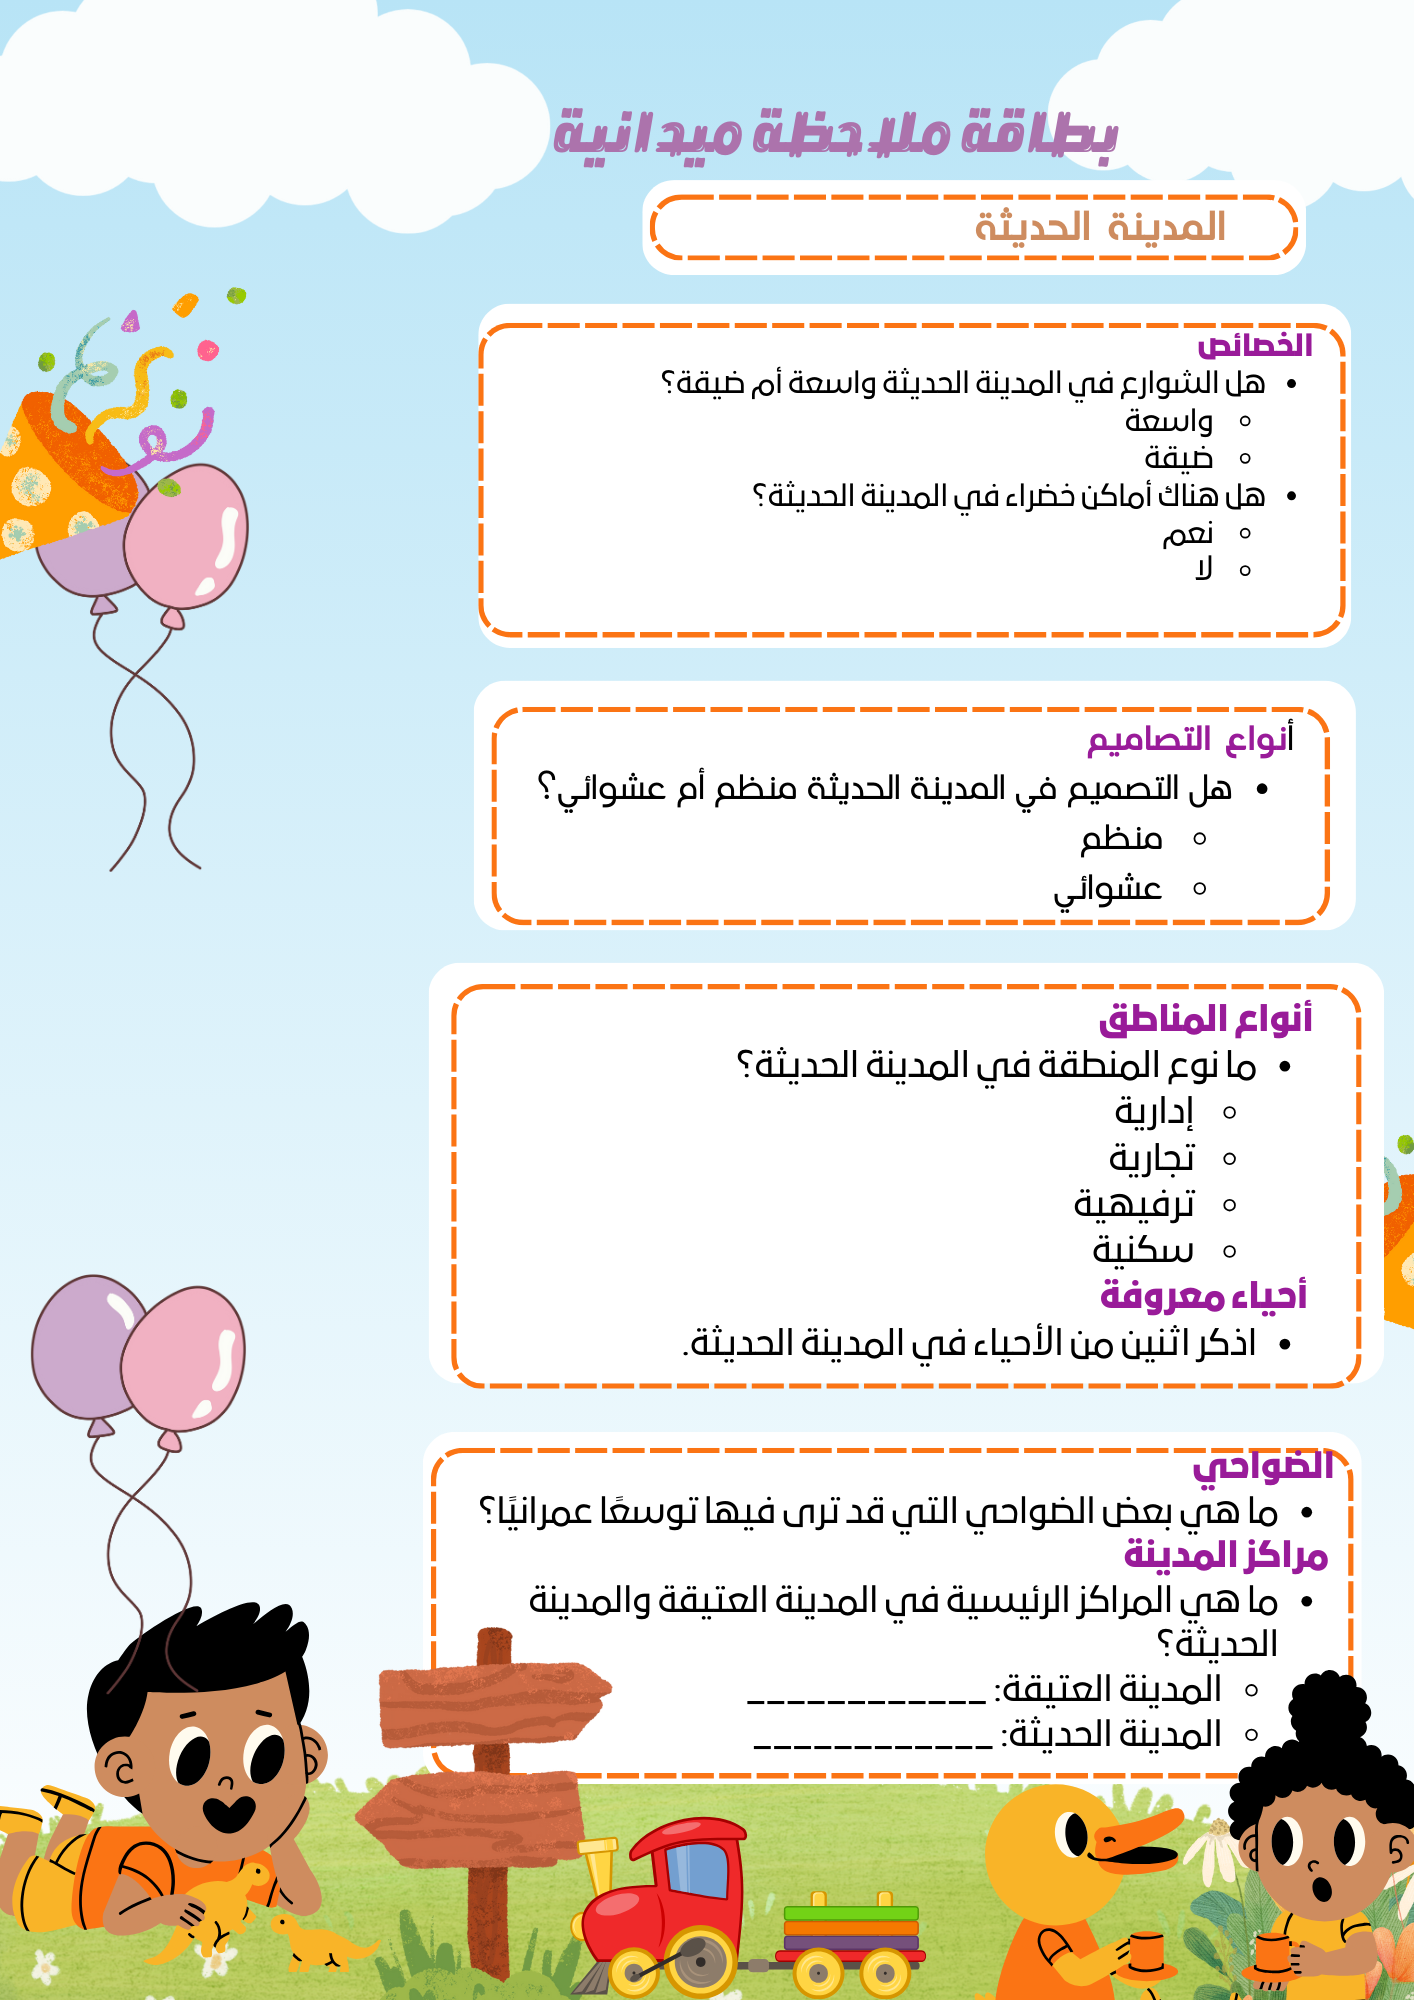 بطاقة ملاحظة ميدانية
المدينة الحديثة
الخصائص
• هل الشوارع في المدينة الحديثة واسعة أم ضيقة؟
○ واسعة
○ ضيقة
• هل هناك أماكن خضراء في المدينة الحديثة؟
○ نعم
○ لا
أنواع التصاميم
• هل التصميم في المدينة الحديثة منظم أم عشوائي؟
○ منظم
○ عشوائي
أنواع المناطق
• ما نوع المنطقة في المدينة الحديثة؟
○ إدارية
○ تجارية
○ ترفيهية
○ سكنية
أحياء معروفة
• اذكر اثنين من الأحياء في المدينة الحديثة.
الضواحي
• ما هي بعض الضواحي التي قد ترى فيها توسعًا عمرانيًا؟
مراكز المدينة
• ما هي المراكز الرئيسية في المدينة العتيقة والمدينة
الحديثة؟
○ المدينة العتيقة: ____________
○ المدينة الحديثة: ____________